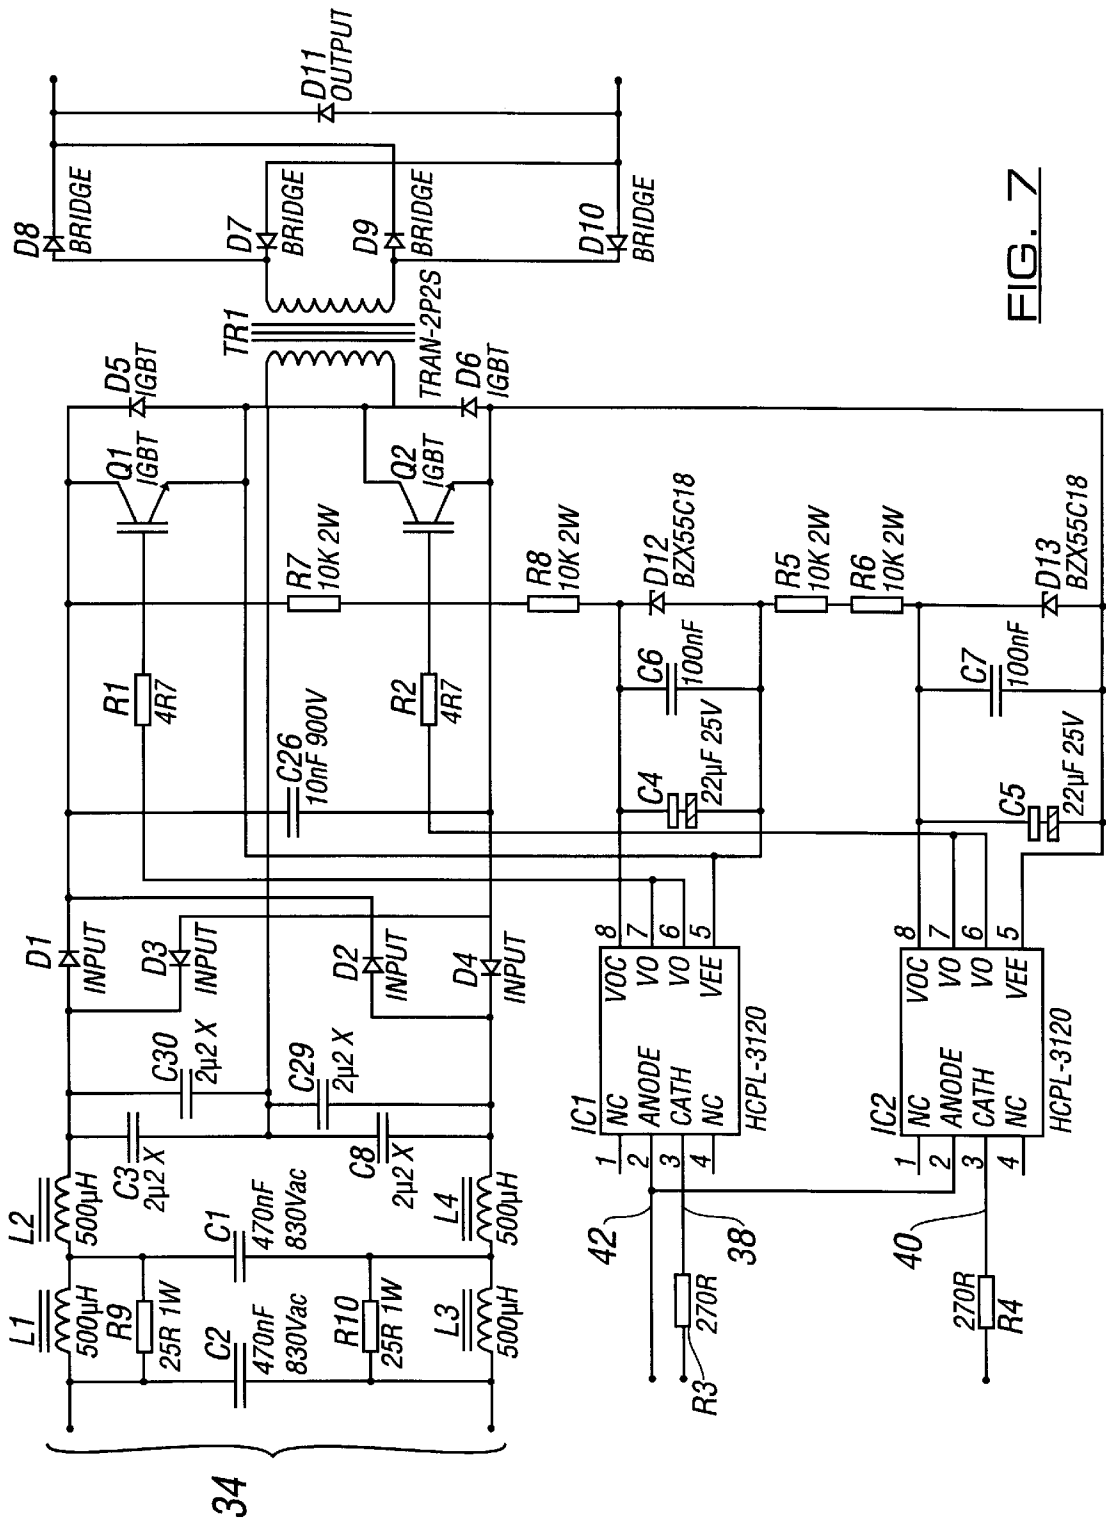 34
L1
500µH
L2
500µH
R9
25R 1W
C2
470nF
830Vac
C1
470nF
830Vac
R10
25R 1W
L3
500µH
L4
500µH
C3
2µ2 X
C30
2µ2 X
C29
2µ2 X
C8
2µ2 X
D1
INPUT
D3
INPUT
D2
INPUT
D4
INPUT
C26
10nF 900V
R1
4R7
R2
4R7
Q1
IGBT
Q2
IGBT
D5
IGBT
D6
IGBT
R7
10K 2W
R8
10K 2W
TR1
TRAN-2P2S
D8
BRIDGE
D7
BRIDGE
D9
BRIDGE
D10
BRIDGE
D11
OUTPUT
42
38
R3
270R
IC1
NC
ANODE
CATH
NC
VOC
VO
VO
VEE
1
2
3
4
8
7
6
5
HCPL-3120
C4
22µF 25V
C6
100nF
D12
BZX55C18
R5
10K 2W
R6
10K 2W
40
270R
R4
IC2
NC
ANODE
CATH
NC
VOC
VO
VO
VEE
1
2
3
4
8
7
6
5
HCPL-3120
C5
22µF 25V
C7
100nF
D13
BZX55C18
FIG. 7